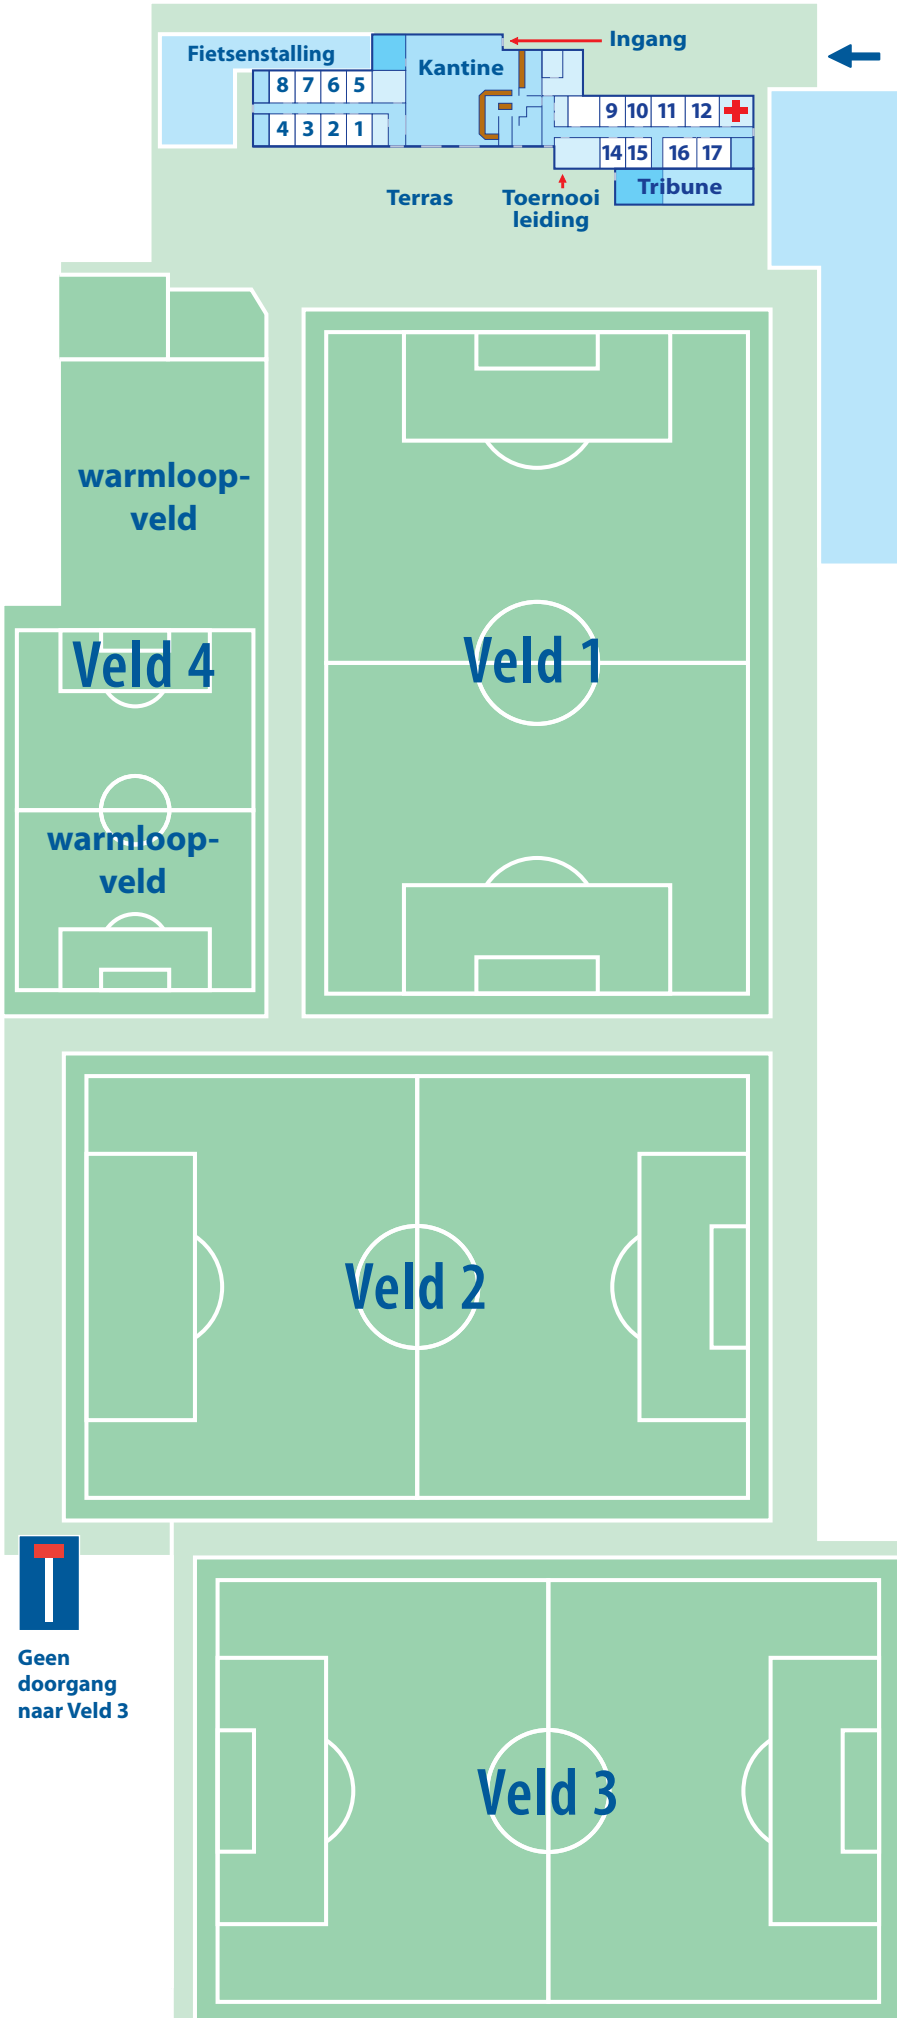 Ingang
Fietsenstalling
Kantine
8 7 6 5
9 10 11 12
4 3 2 1
14 15 16 17
Tribune
Terras
Toernooi
leiding
warmloop-
veld
Veld 4
Veld 1
warmloop-
veld
Veld 2
Geen
doorgang
naar Veld 3
Veld 3